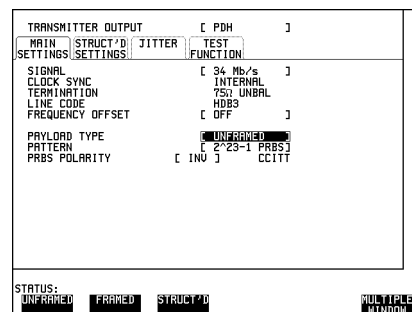 TRANSMITTER OUTPUT [ PDH ]
MAIN SETTINGS STRUCT'D SETTINGS JITTER TEST FUNCTION
SIGNAL [ 34 Mb/s ]
CLOCK SYNC INTERNAL
TERMINATION 75Ω UNBAL
LINE CODE HDB3
FREQUENCY OFFSET [ OFF ]
PAYLOAD TYPE [ UNFRAMED ]
PATTERN [ 2^23-1 PRBS]
PRBS POLARITY [ INV ] CCITT
STATUS:
UNFRAMED FRAMED STRUCT'D MULTIPLE WINDOW